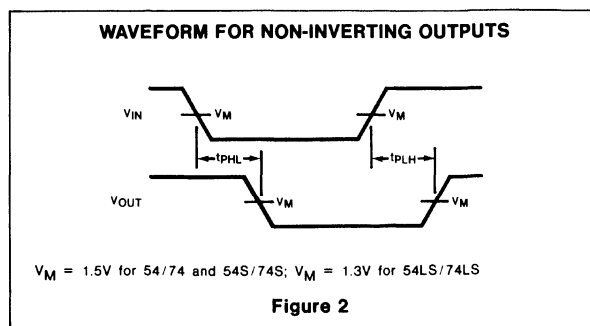 WAVEFORM FOR NON-INVERTING OUTPUTS
VIN VM VM
tPHL tPLH
VOUT VM VM
VM = 1.5V for 54/74 and 54S/74S; VM = 1.3V for 54LS/74LS
Figure 2